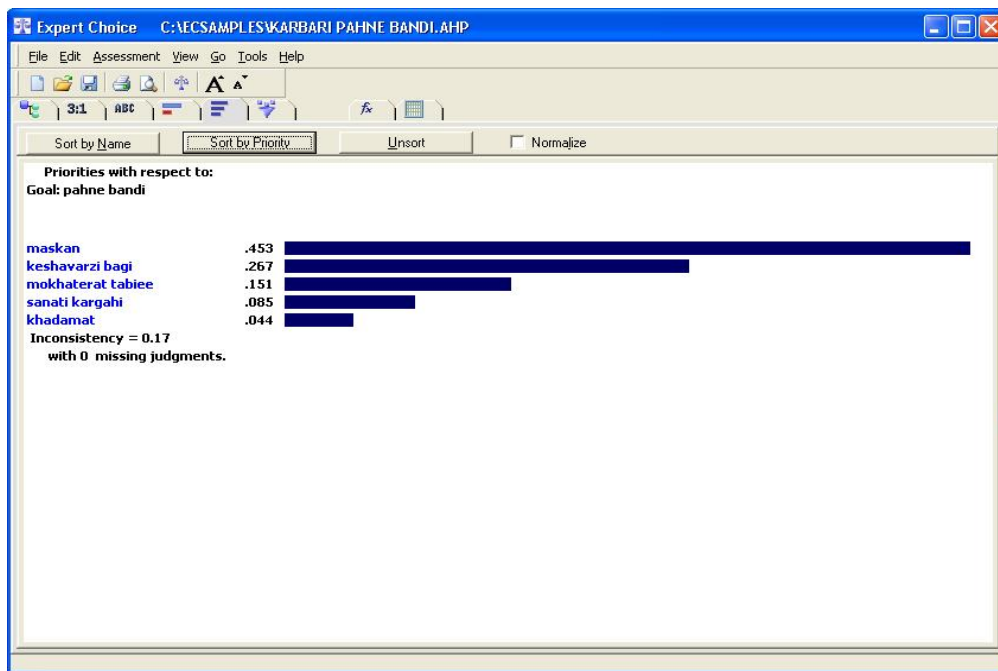 Expert Choice C:\ECSAMPLES\KARBARI PAHNE BANDI.AHP
File Edit Assessment View Go Tools Help
A A
3:1 ABC fx
Sort by Name Sort by Priority Unsort Normalize
Priorities with respect to:
Goal: pahne bandi
maskan .453
keshavarzi bagi .267
mokhaterat tabiee .151
sanati kargahi .085
khadamat .044
Inconsistency = 0.17
with 0 missing judgments.